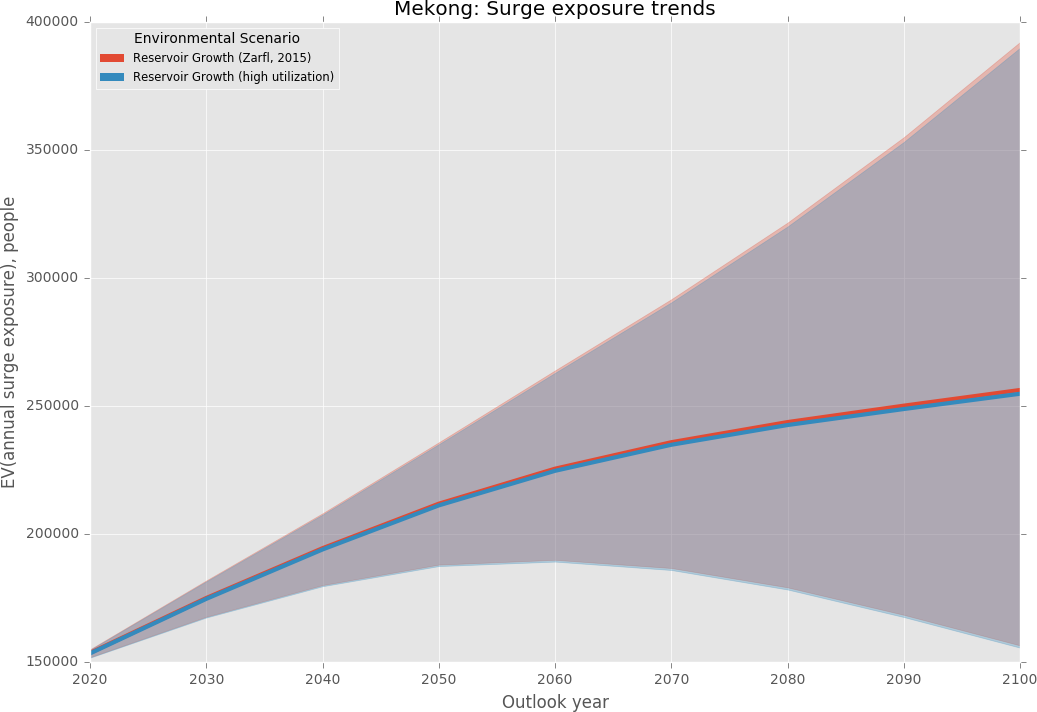 Mekong: Surge exposure trends
Environmental Scenario
Reservoir Growth (Zarfl, 2015)
Reservoir Growth (high utilization)
EV(annual surge exposure), people
400000
350000
300000
250000
200000
150000
2020 2030 2040 2050 2060 2070 2080 2090 2100
Outlook year